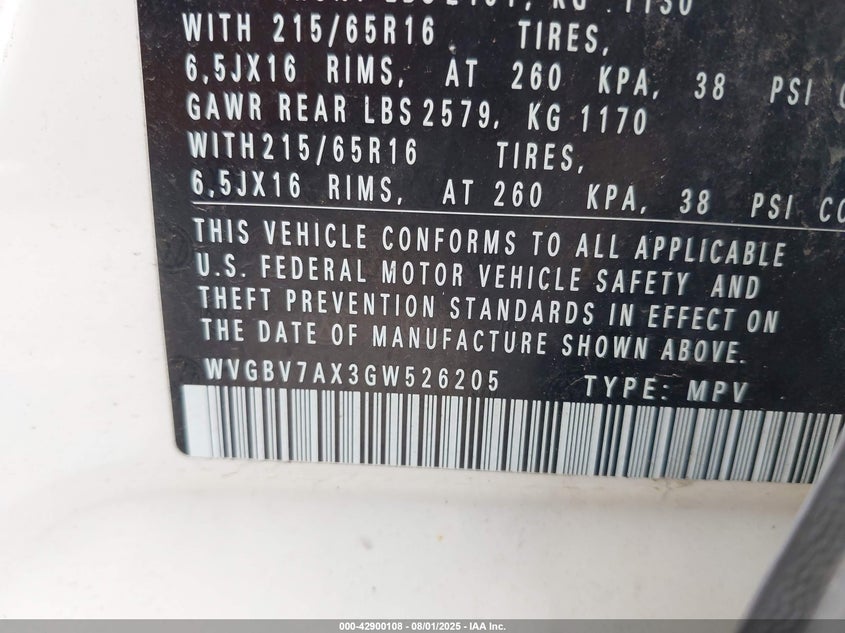 KG 1150
WITH 215/65R16 TIRES,
6,5JX16 RIMS, AT 260 KPA, 38 PSI
GAWR REAR LBS 2579, KG 1170
WITH215/65R16 TIRES,
6,5JX16 RIMS, AT 260 KPA, 38 PSI CO
THIS VEHICLE CONFORMS TO ALL APPLICABLE
U.S. FEDERAL MOTOR VEHICLE SAFETY AND
THEFT PREVENTION STANDARDS IN EFFECT ON
THE DATE OF MANUFACTURE SHOWN ABOVE.
WVGBV7AX3GW526205 TYPE: MPV
000-42900108 | 08/01/2025 | IAA Inc.